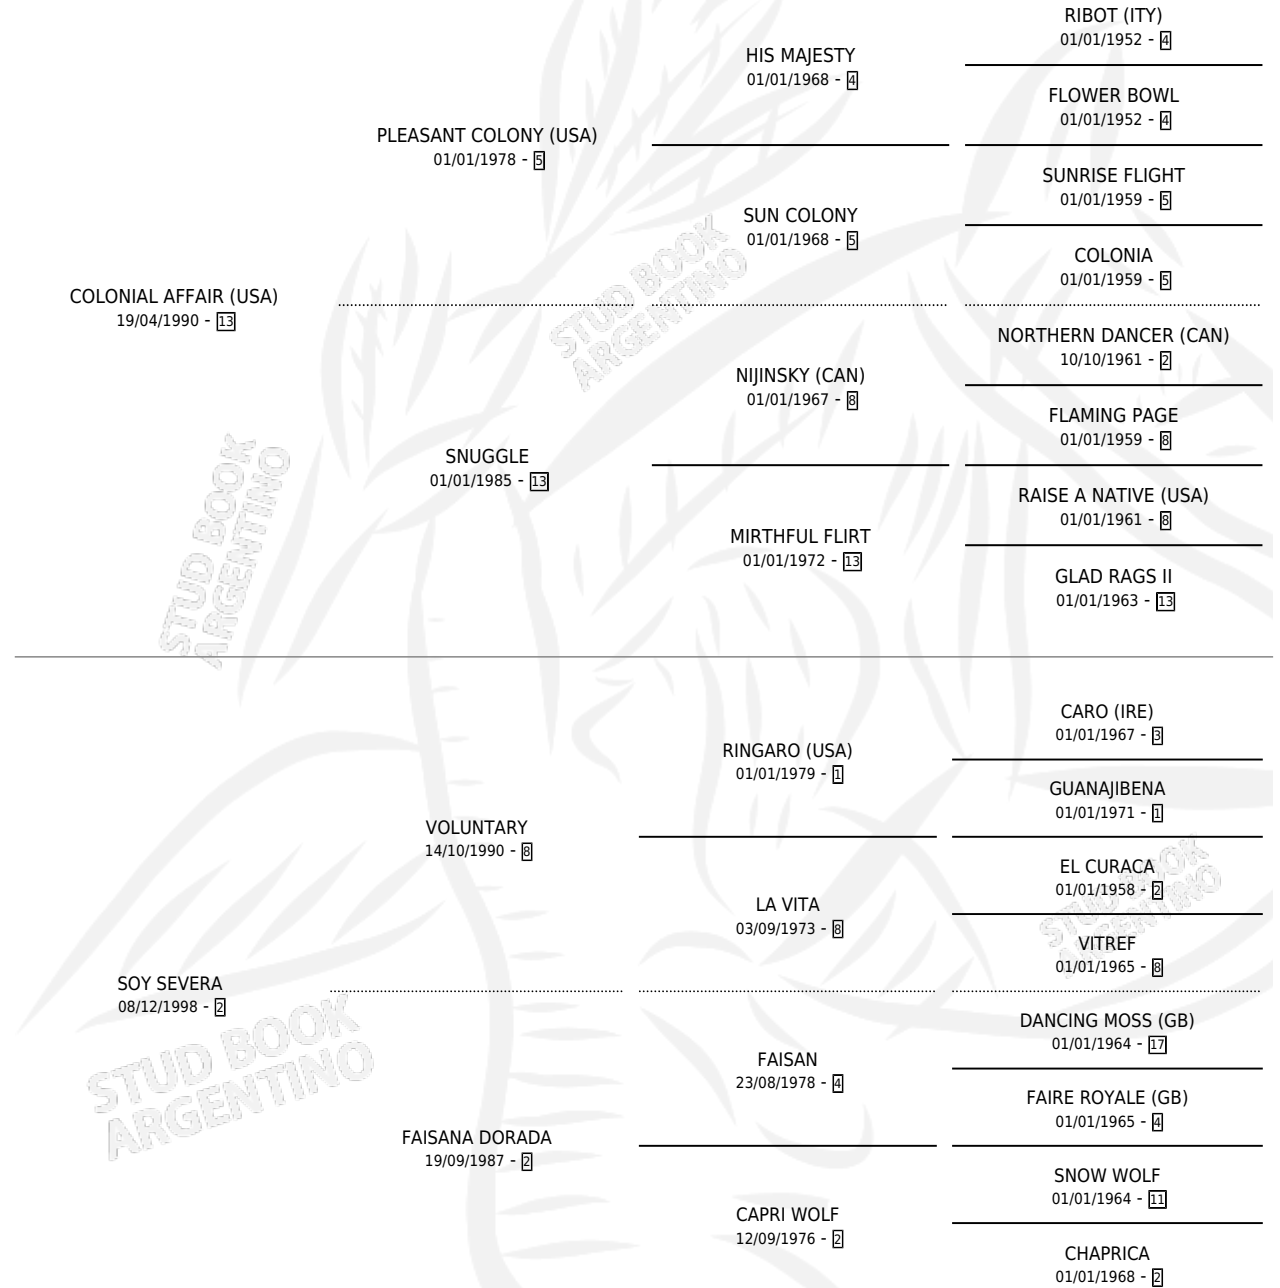 RIBOT (ITY)
01/01/1952 - 4
HIS MAJESTY
01/01/1968 - 4
FLOWER BOWL
01/01/1952 - 4
PLEASANT COLONY (USA)
01/01/1978 - 5
SUNRISE FLIGHT
01/01/1959 - 5
SUN COLONY
01/01/1968 - 5
COLONIA
01/01/1959 - 5
COLONIAL AFFAIR (USA)
19/04/1990 - 13
NORTHERN DANCER (CAN)
10/10/1961 - 2
NIJINSKY (CAN)
01/01/1967 - 8
FLAMING PAGE
01/01/1959 - 8
SNUGGLE
01/01/1985 - 13
RAISE A NATIVE (USA)
01/01/1961 - 8
MIRTHFUL FLIRT
01/01/1972 - 13
GLAD RAGS II
01/01/1963 - 13
CARO (IRE)
01/01/1967 - 3
RINGARO (USA)
01/01/1979 - 1
GUANAJIBENA
01/01/1971 - 1
VOLUNTARY
14/10/1990 - 8
EL CURACA
01/01/1958 - 2
LA VITA
03/09/1973 - 8
VITREF
01/01/1965 - 8
SOY SEVERA
08/12/1998 - 2
DANCING MOSS (GB)
01/01/1964 - 17
FAISAN
23/08/1978 - 4
FAIRE ROYALE (GB)
01/01/1965 - 4
FAISANA DORADA
19/09/1987 - 2
SNOW WOLF
01/01/1964 - 11
CAPRI WOLF
12/09/1976 - 2
CHAPRICA
01/01/1968 - 2
STUD BOOK
ARGENTINO
STUD BOOK
ARGENTINO
STUD BOOK
ARGENTINO
STUD BOOK
ARGENTINO